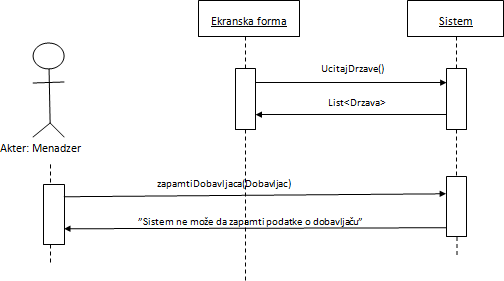 Ekranska forma
Sistem
UcitajDrzave()
List<Drzava>
Akter: Menadzer
zapamtiDobavljaca(Dobavljac)
"Sistem ne može da zapamti podatke o dobavljaču"